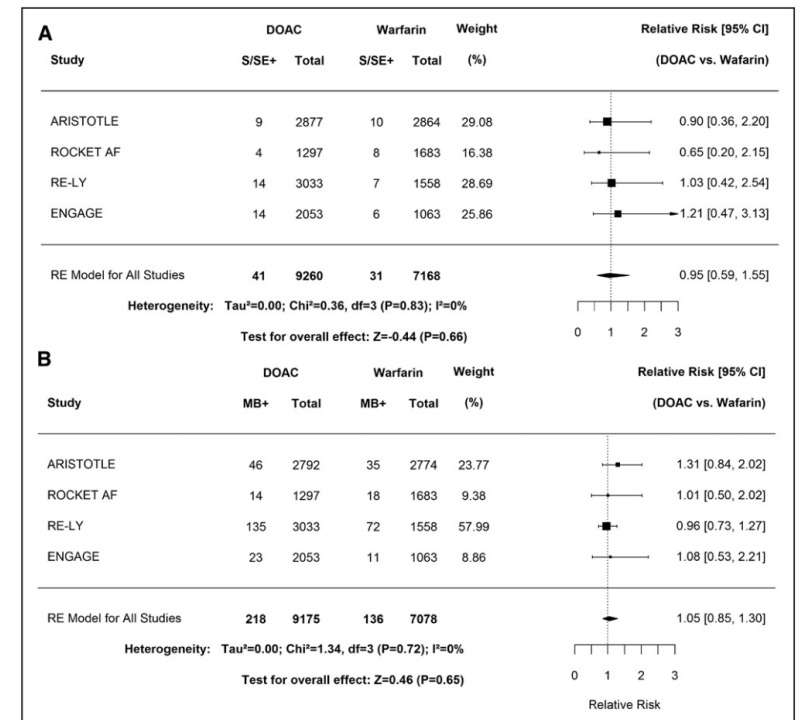 A
DOAC Warfarin Weight Relative Risk [95% CI]
Study S/SE+ Total S/SE+ Total (%) (DOAC vs. Wafarin)
ARISTOTLE 9 2877 10 2864 29.08 0.90 [0.36, 2.20]
ROCKET AF 4 1297 8 1683 16.38 0.65 [0.20, 2.15]
RE-LY 14 3033 7 1558 28.69 1.03 [0.42, 2.54]
ENGAGE 14 2053 6 1063 25.86 1.21 [0.47, 3.13]
RE Model for All Studies 41 9260 31 7168 0.95 [0.59, 1.55]
Heterogeneity: Tau²=0.00; Chi²=0.36, df=3 (P=0.83); I²=0%
0 1 2 3
Test for overall effect: Z=-0.44 (P=0.66)
B
DOAC Warfarin Weight Relative Risk [95% CI]
Study MB+ Total MB+ Total (%) (DOAC vs. Wafarin)
ARISTOTLE 46 2792 35 2774 23.77 1.31 [0.84, 2.02]
ROCKET AF 14 1297 18 1683 9.38 1.01 [0.50, 2.02]
RE-LY 135 3033 72 1558 57.99 0.96 [0.73, 1.27]
ENGAGE 23 2053 11 1063 8.86 1.08 [0.53, 2.21]
RE Model for All Studies 218 9175 136 7078 1.05 [0.85, 1.30]
Heterogeneity: Tau²=0.00; Chi²=1.34, df=3 (P=0.72); I²=0%
Test for overall effect: Z=0.46 (P=0.65)
0 1 2 3
Relative Risk